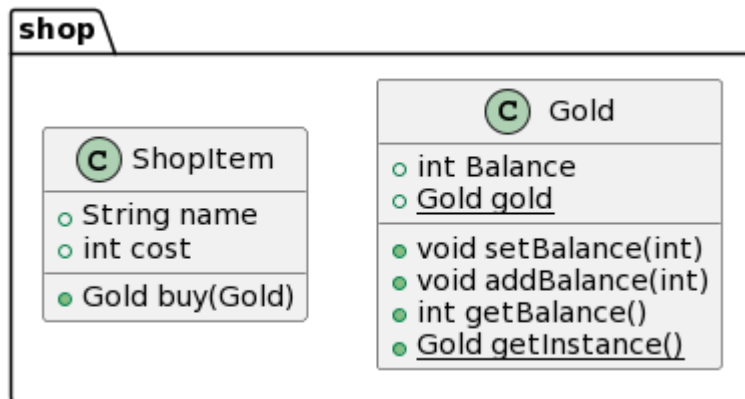 shop
C ShopItem
String name
int cost
Gold buy(Gold)
C Gold
int Balance
Gold gold
void setBalance(int)
void addBalance(int)
int getBalance()
Gold getInstance()